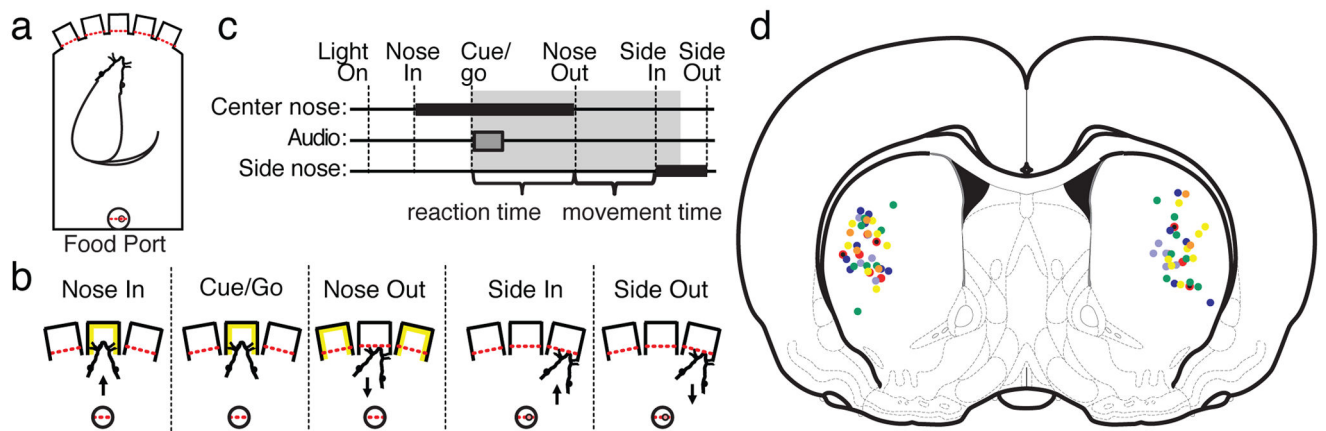 a
Food Port
b
Nose In
Cue/Go
Nose Out
Side In
Side Out
c
Light
On
Nose
In
Cue/
go
Nose
Out
Side
In
Side
Out
Center nose:
Audio:
Side nose:
reaction time
movement time
d